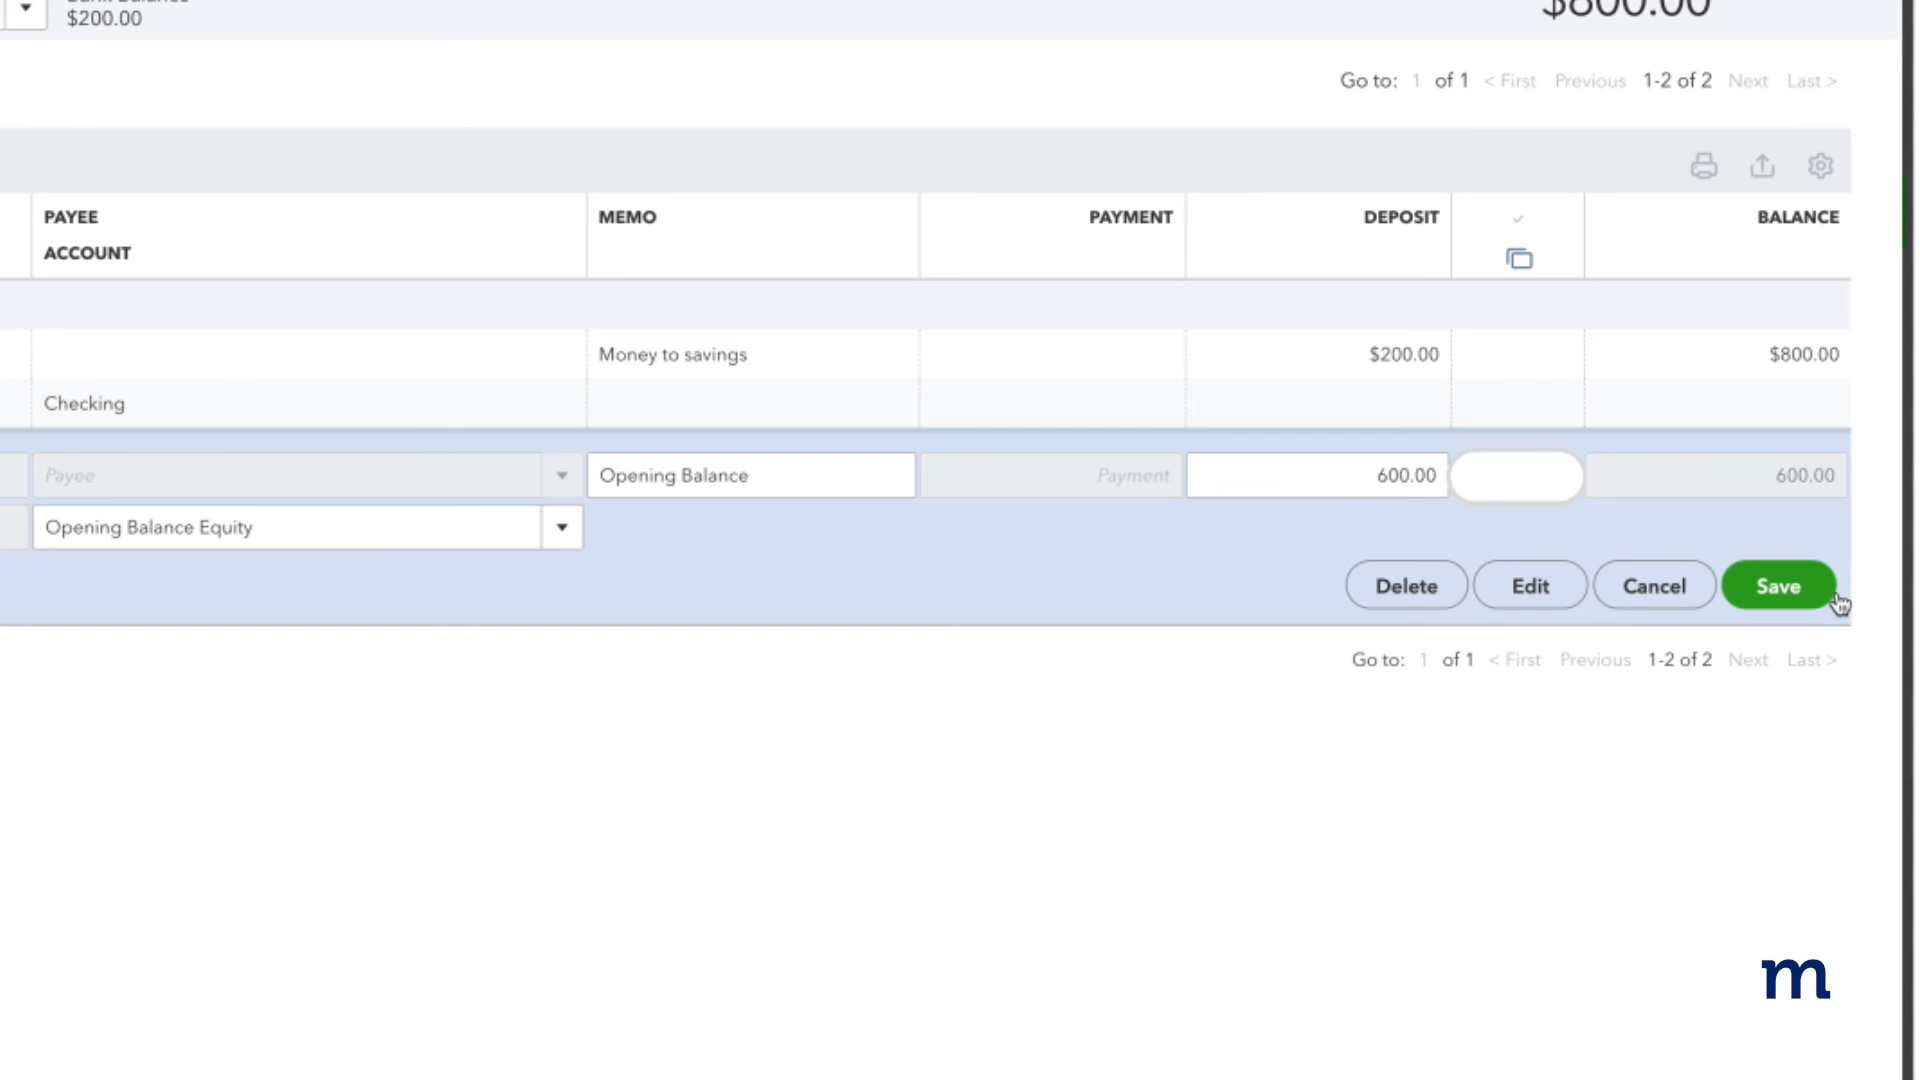 $200.00
$800.00
Go to: 1 of 1 < First Previous 1-2 of 2 Next Last >
PAYEE MEMO PAYMENT DEPOSIT BALANCE
ACCOUNT
Money to savings $200.00 $800.00
Checking
Payee Opening Balance Payment 600.00 600.00
Opening Balance Equity
Delete Edit Cancel Save
Go to: 1 of 1 < First Previous 1-2 of 2 Next Last >
m